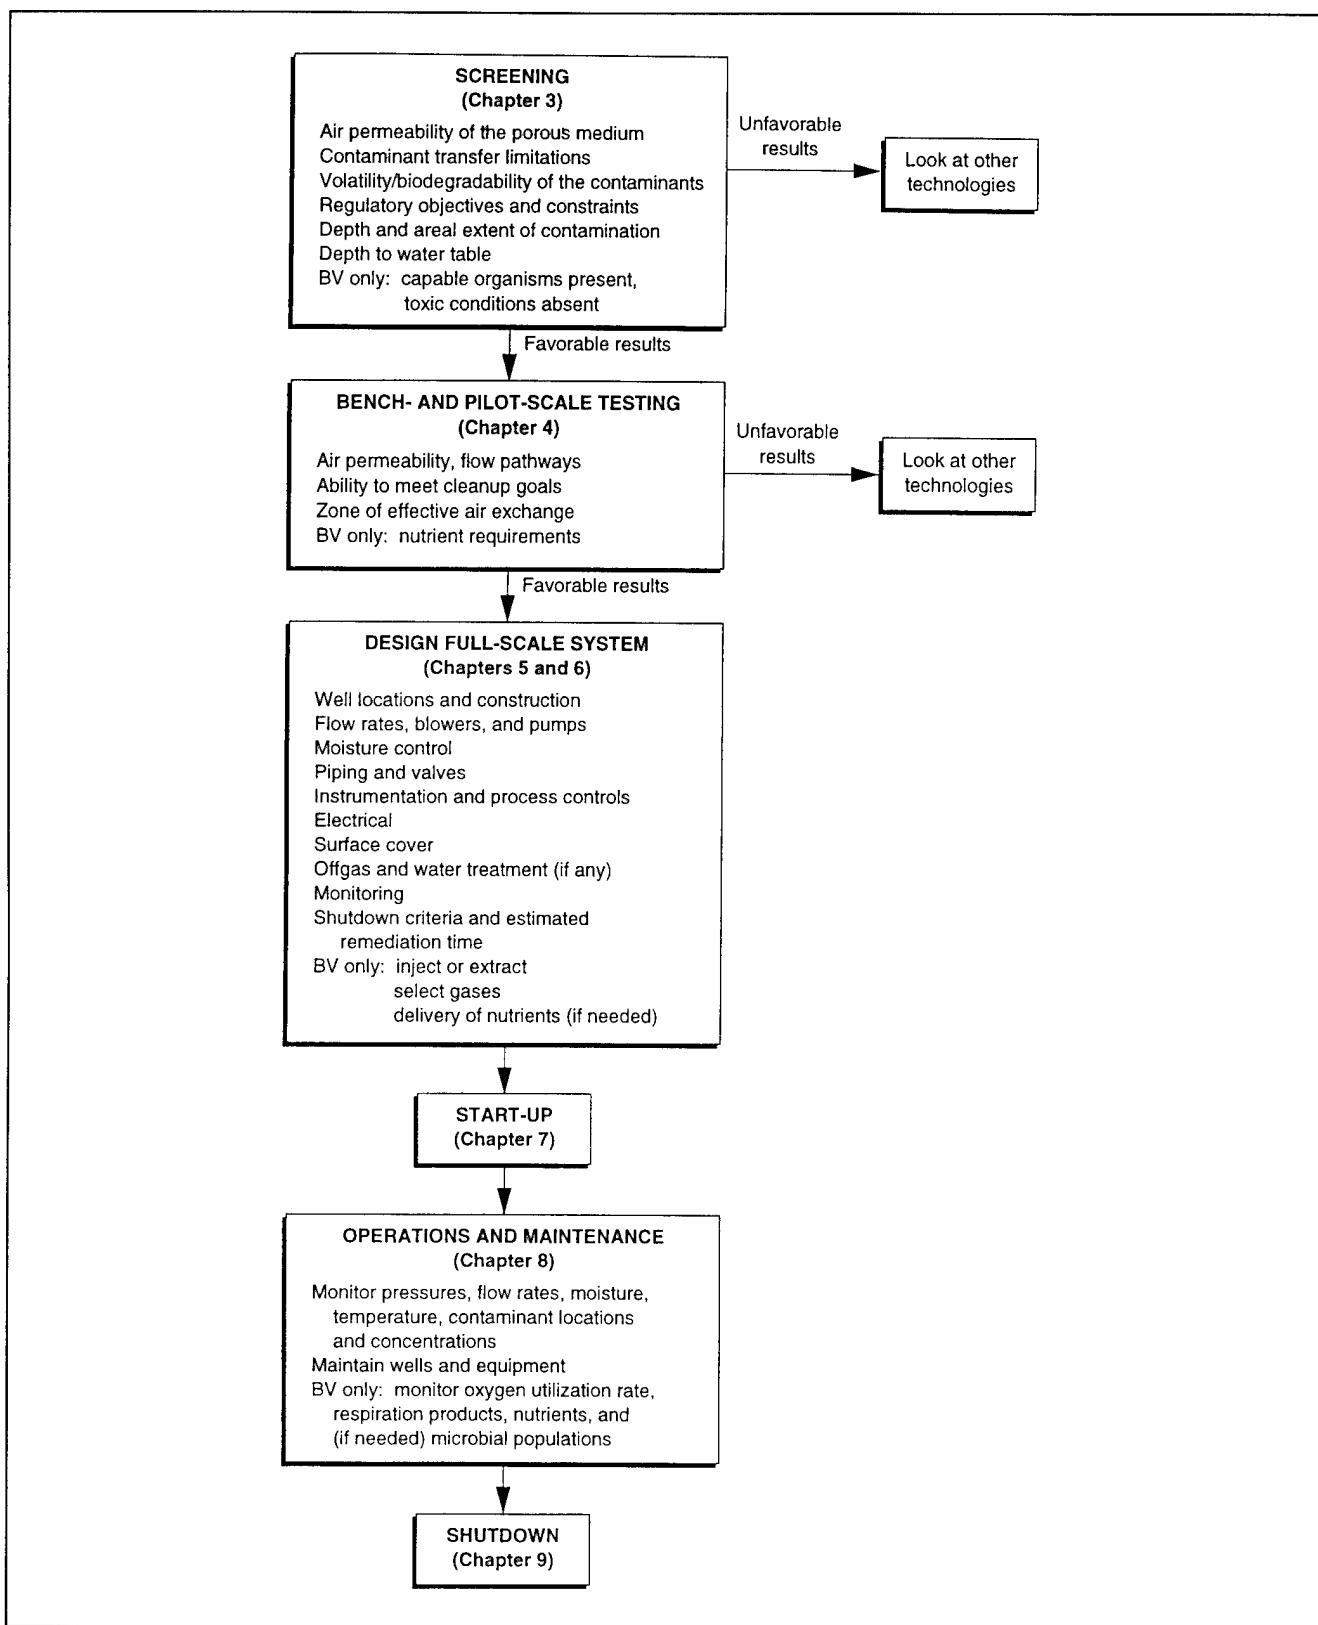 SCREENING
(Chapter 3)
Air permeability of the porous medium
Contaminant transfer limitations
Volatility/biodegradability of the contaminants
Regulatory objectives and constraints
Depth and areal extent of contamination
Depth to water table
BV only: capable organisms present,
toxic conditions absent
Unfavorable
results
Look at other
technologies
Favorable results
BENCH- AND PILOT-SCALE TESTING
(Chapter 4)
Air permeability, flow pathways
Ability to meet cleanup goals
Zone of effective air exchange
BV only: nutrient requirements
Unfavorable
results
Look at other
technologies
Favorable results
DESIGN FULL-SCALE SYSTEM
(Chapters 5 and 6)
Well locations and construction
Flow rates, blowers, and pumps
Moisture control
Piping and valves
Instrumentation and process controls
Electrical
Surface cover
Offgas and water treatment (if any)
Monitoring
Shutdown criteria and estimated
remediation time
BV only: inject or extract
select gases
delivery of nutrients (if needed)
START-UP
(Chapter 7)
OPERATIONS AND MAINTENANCE
(Chapter 8)
Monitor pressures, flow rates, moisture,
temperature, contaminant locations
and concentrations
Maintain wells and equipment
BV only: monitor oxygen utilization rate,
respiration products, nutrients, and
(if needed) microbial populations
SHUTDOWN
(Chapter 9)